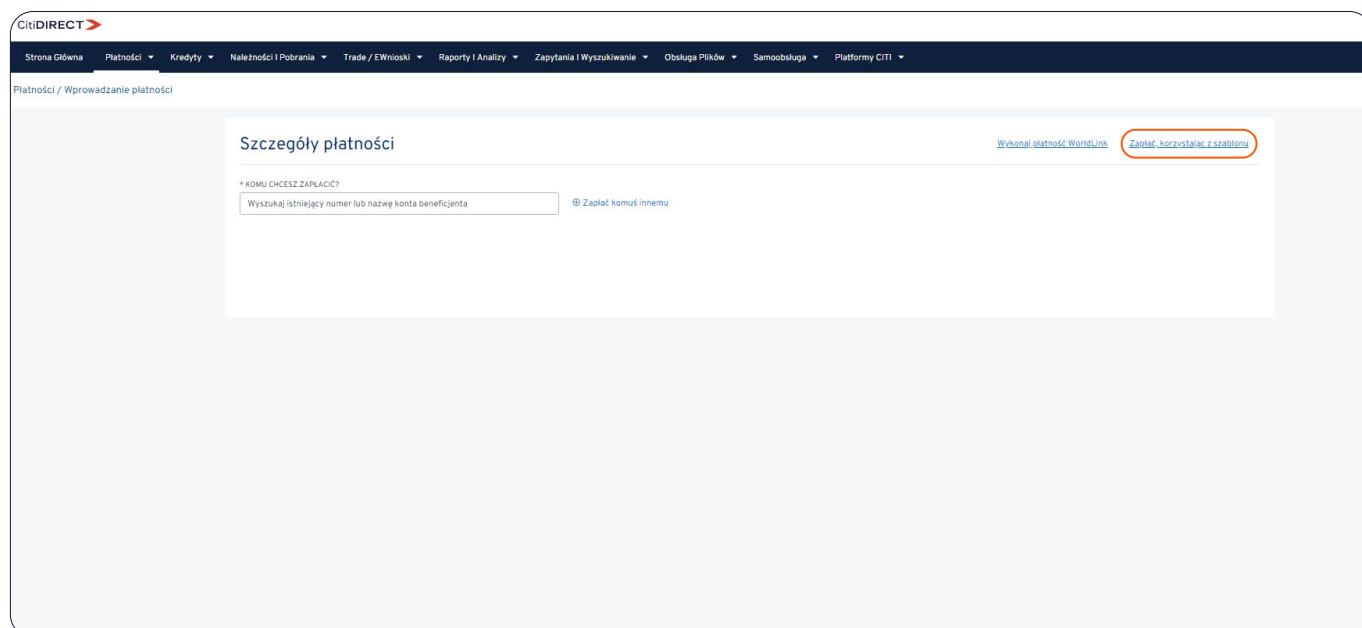 CitiDIRECT
Strona Główna Płatności Kredyty Należności I Pobrania Trade / EWnioski Raporty I Analizy Zapytania I Wyszukiwanie Obsługa Plików Samoobsługa Platformy CITI
Płatności / Wprowadzanie płatności
Szczegóły płatności Wykonaj płatność WorldLink Zapłać, korzystając z szablonu
* KOMU CHCESZ ZAPŁACIĆ?
Wyszukaj istniejący numer lub nazwę konta beneficjenta Zapłać komuś innemu